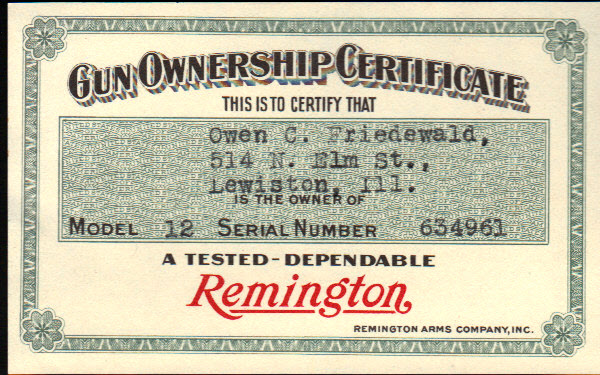 GUN OWNERSHIP CERTIFICATE
THIS IS TO CERTIFY THAT
Owen C. Friedewald,
514 N. Elm St.,
Lewiston, Ill.
IS THE OWNER OF
MODEL 12 SERIAL NUMBER 634961
A TESTED-DEPENDABLE
Remington
REMINGTON ARMS COMPANY, INC.